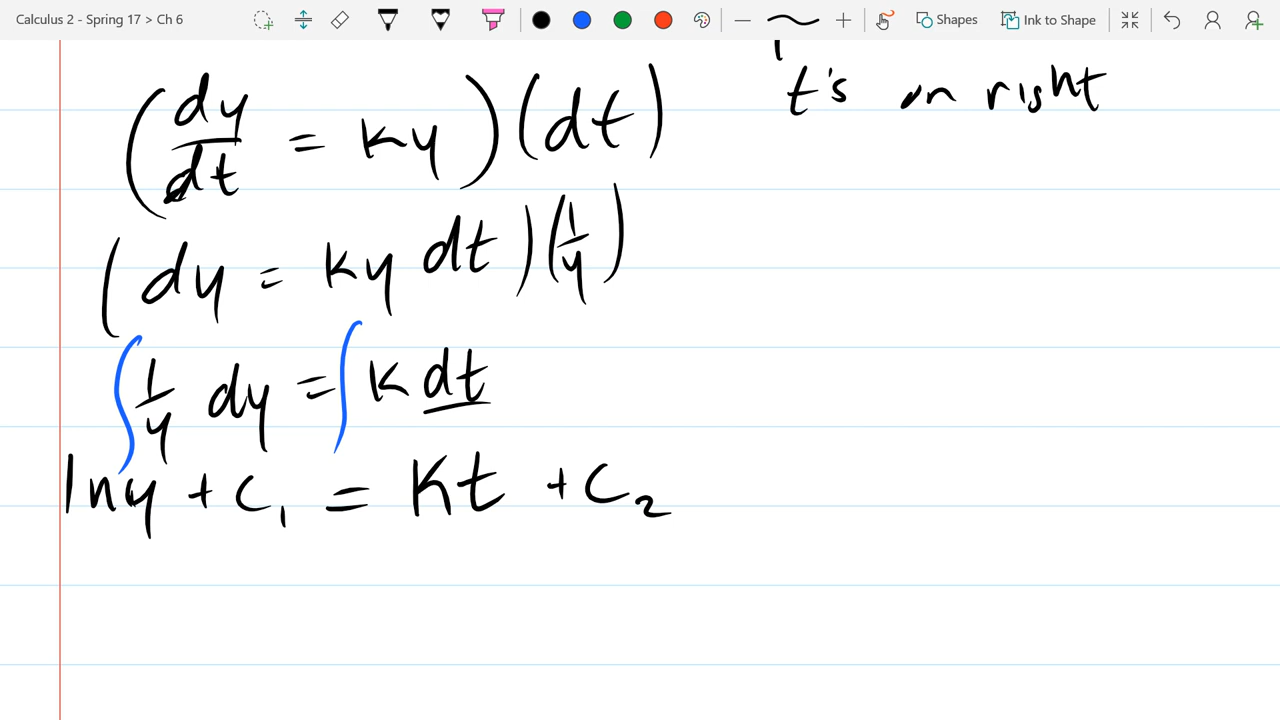 Calculus 2 - Spring 17 > Ch 6
Shapes
Ink to Shape
t's on right
(dy/dt = ky)(dt)
(dy = ky dt)(1/y)
∫ 1/y dy = ∫ k dt
ln y + C₁ = kt + C₂